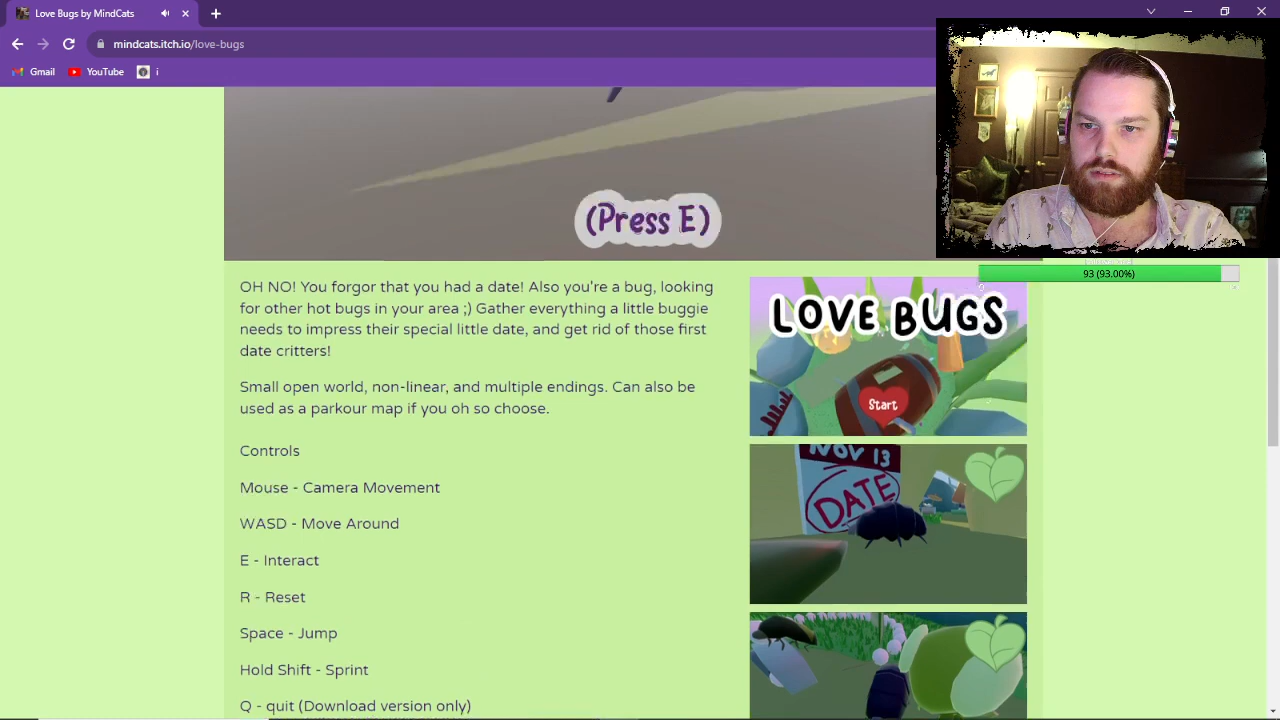 Love Bugs by MindCats
mindcats.itch.io/love-bugs
Gmail
YouTube
i
(Press E)
93 (93.00%)
OH NO! You forgor that you had a date! Also you're a bug, looking
for other hot bugs in your area ;) Gather everything a little buggie
needs to impress their special little date, and get rid of those first
date critters!
Small open world, non-linear, and multiple endings. Can also be
used as a parkour map if you oh so choose.
Controls
Mouse - Camera Movement
WASD - Move Around
E - Interact
R - Reset
Space - Jump
Hold Shift - Sprint
Q - quit (Download version only)
LOVE BUGS
Start
NOV 13
DATE